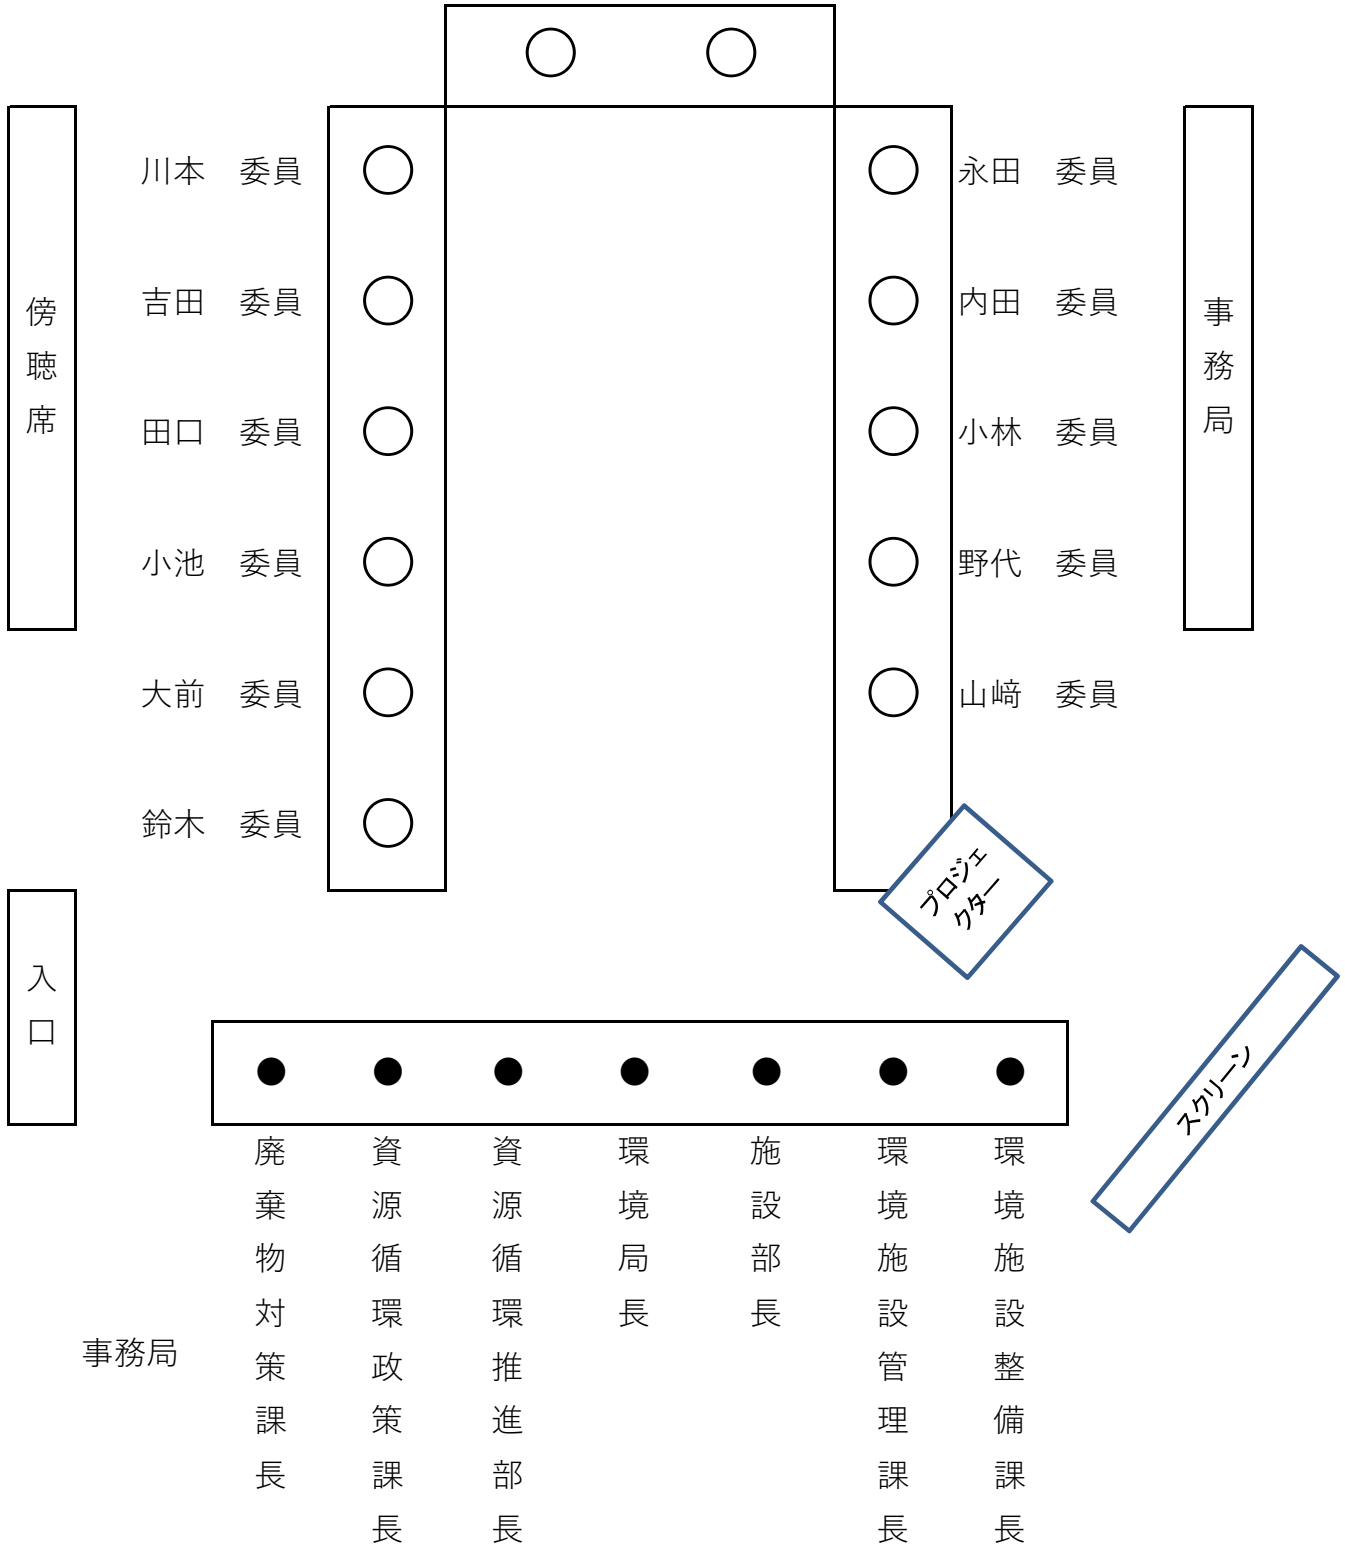 川本　委員
吉田　委員
田口　委員
小池　委員
大前　委員
鈴木　委員
永田　委員
内田　委員
小林　委員
野代　委員
山﨑　委員
傍聴席
事務局
入口
プロジェ
クター
スクリーン
事務局
廃棄物対策課長
資源循環政策課長
資源循環推進部長
環境局長
施設部長
環境施設管理課長
環境施設整備課長